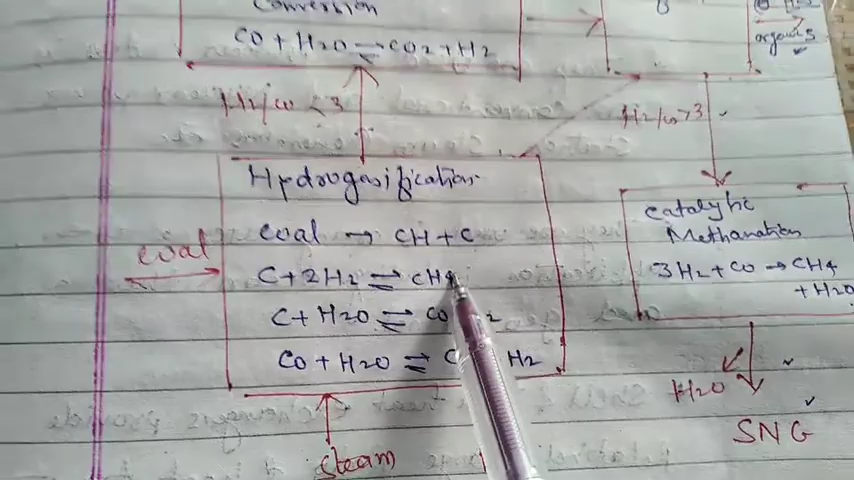 Conversion
CO + H2O ⇌ CO2 + H2
organics
H2/CO <3
H2/CO>3
Hydrogasification
coal → CH + C
C + 2H2 ⇌ CH4
C + H2O ⇌ CO
CO + H2O ⇌ H2
coal
steam
Catalytic
Methanation
3H2 + CO → CH4
+ H2O
H2O
SNG